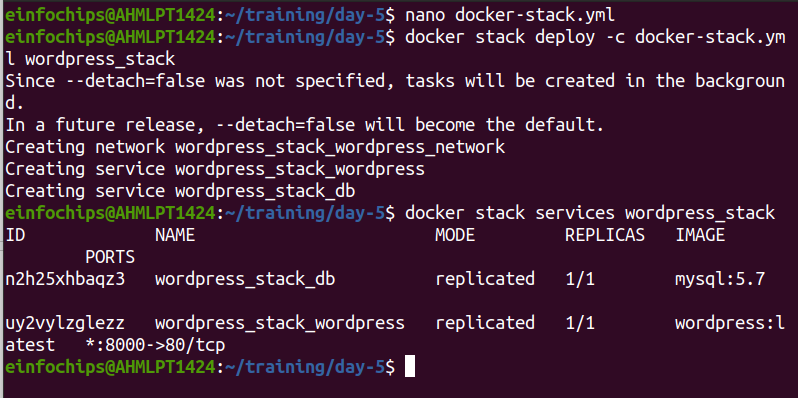 einfochips@AHMLPT1424:~/training/day-5$ nano docker-stack.yml
einfochips@AHMLPT1424:~/training/day-5$ docker stack deploy -c docker-stack.ym
l wordpress_stack
Since --detach=false was not specified, tasks will be created in the backgroun
d.
In a future release, --detach=false will become the default.
Creating network wordpress_stack_wordpress_network
Creating service wordpress_stack_wordpress
Creating service wordpress_stack_db
einfochips@AHMLPT1424:~/training/day-5$ docker stack services wordpress_stack
ID             NAME                        MODE         REPLICAS   IMAGE
        PORTS
n2h25xhbaqz3   wordpress_stack_db          replicated   1/1        mysql:5.7

uy2vylzglezz   wordpress_stack_wordpress   replicated   1/1        wordpress:l
atest   *:8000->80/tcp
einfochips@AHMLPT1424:~/training/day-5$